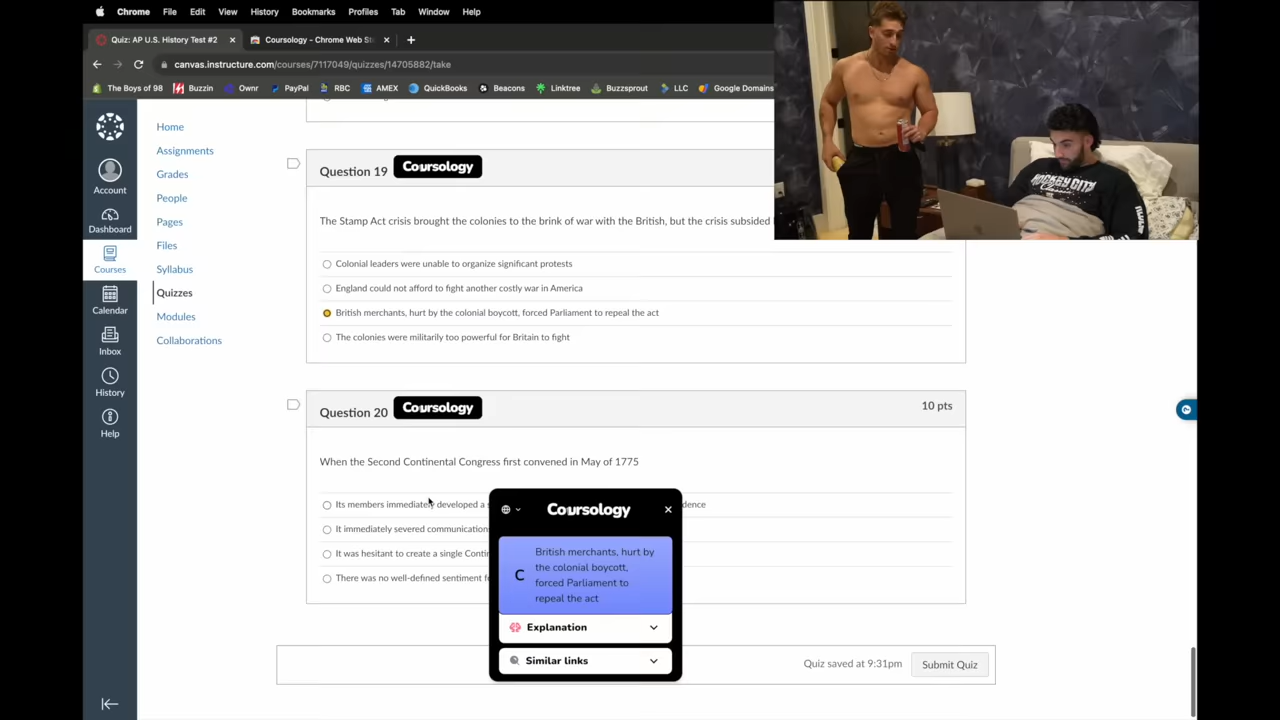 Chrome File Edit View History Bookmarks Profiles Tab Window Help
Quiz: AP U.S. History Test #2
Coursology - Chrome Web St
canvas.instructure.com/courses/7117049/quizzes/14705882/take
The Boys of 98 Buzzin Ownr PayPal RBC AMEX QuickBooks Beacons Linktree Buzzsprout LLC Google Domains
Account
Dashboard
Courses
Calendar
Inbox
History
Help
Home
Assignments
Grades
People
Pages
Files
Syllabus
Quizzes
Modules
Collaborations
Question 19 Coursology
The Stamp Act crisis brought the colonies to the brink of war with the British, but the crisis subsided
Colonial leaders were unable to organize significant protests
England could not afford to fight another costly war in America
British merchants, hurt by the colonial boycott, forced Parliament to repeal the act
The colonies were militarily too powerful for Britain to fight
Question 20 Coursology 10 pts
When the Second Continental Congress first convened in May of 1775
Its members immediately developed a s dence
It immediately severed communication
It was hesitant to create a single Conti
There was no well-defined sentiment f
Coursology
C British merchants, hurt by
the colonial boycott,
forced Parliament to
repeal the act
Explanation
Similar links
Quiz saved at 9:31pm Submit Quiz
HOCKEY CITY
Classic